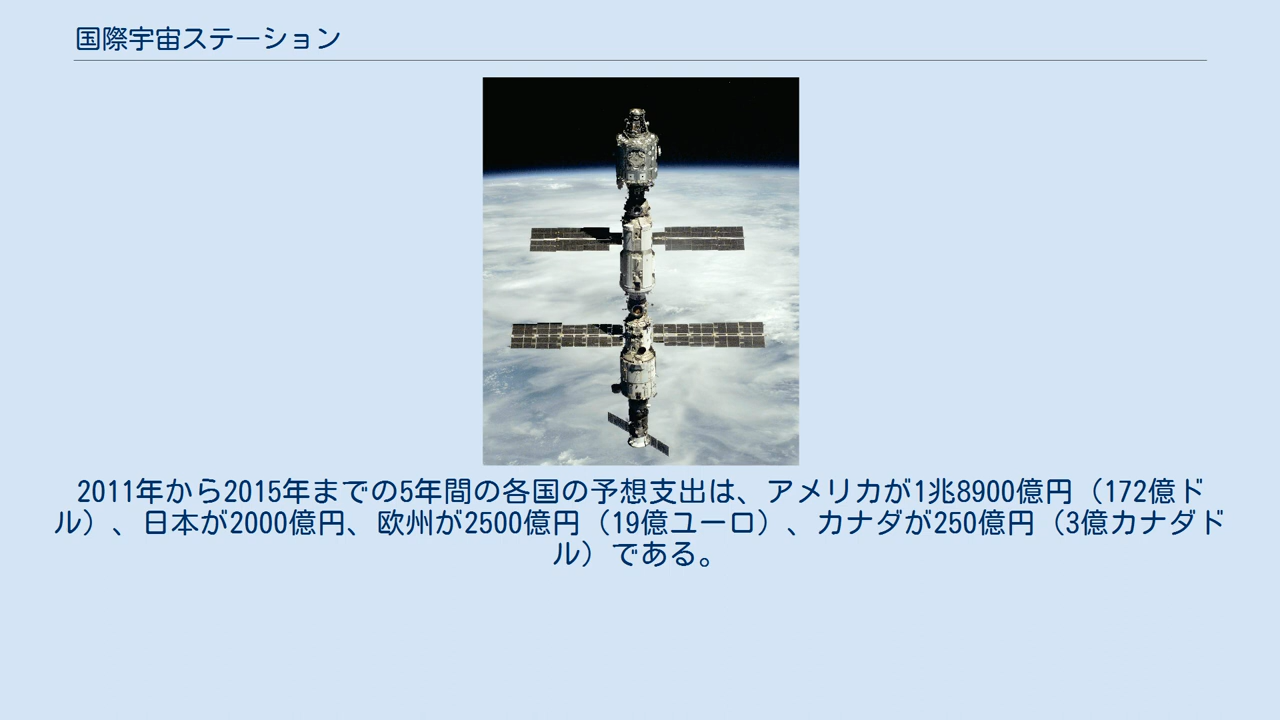 国際宇宙ステーション
2011年から2015年までの5年間の各国の予想支出は、アメリカが1兆8900億円（172億ド
ル）、日本が2000億円、欧州が2500億円（19億ユーロ）、カナダが250億円（3億カナダド
ル）である。